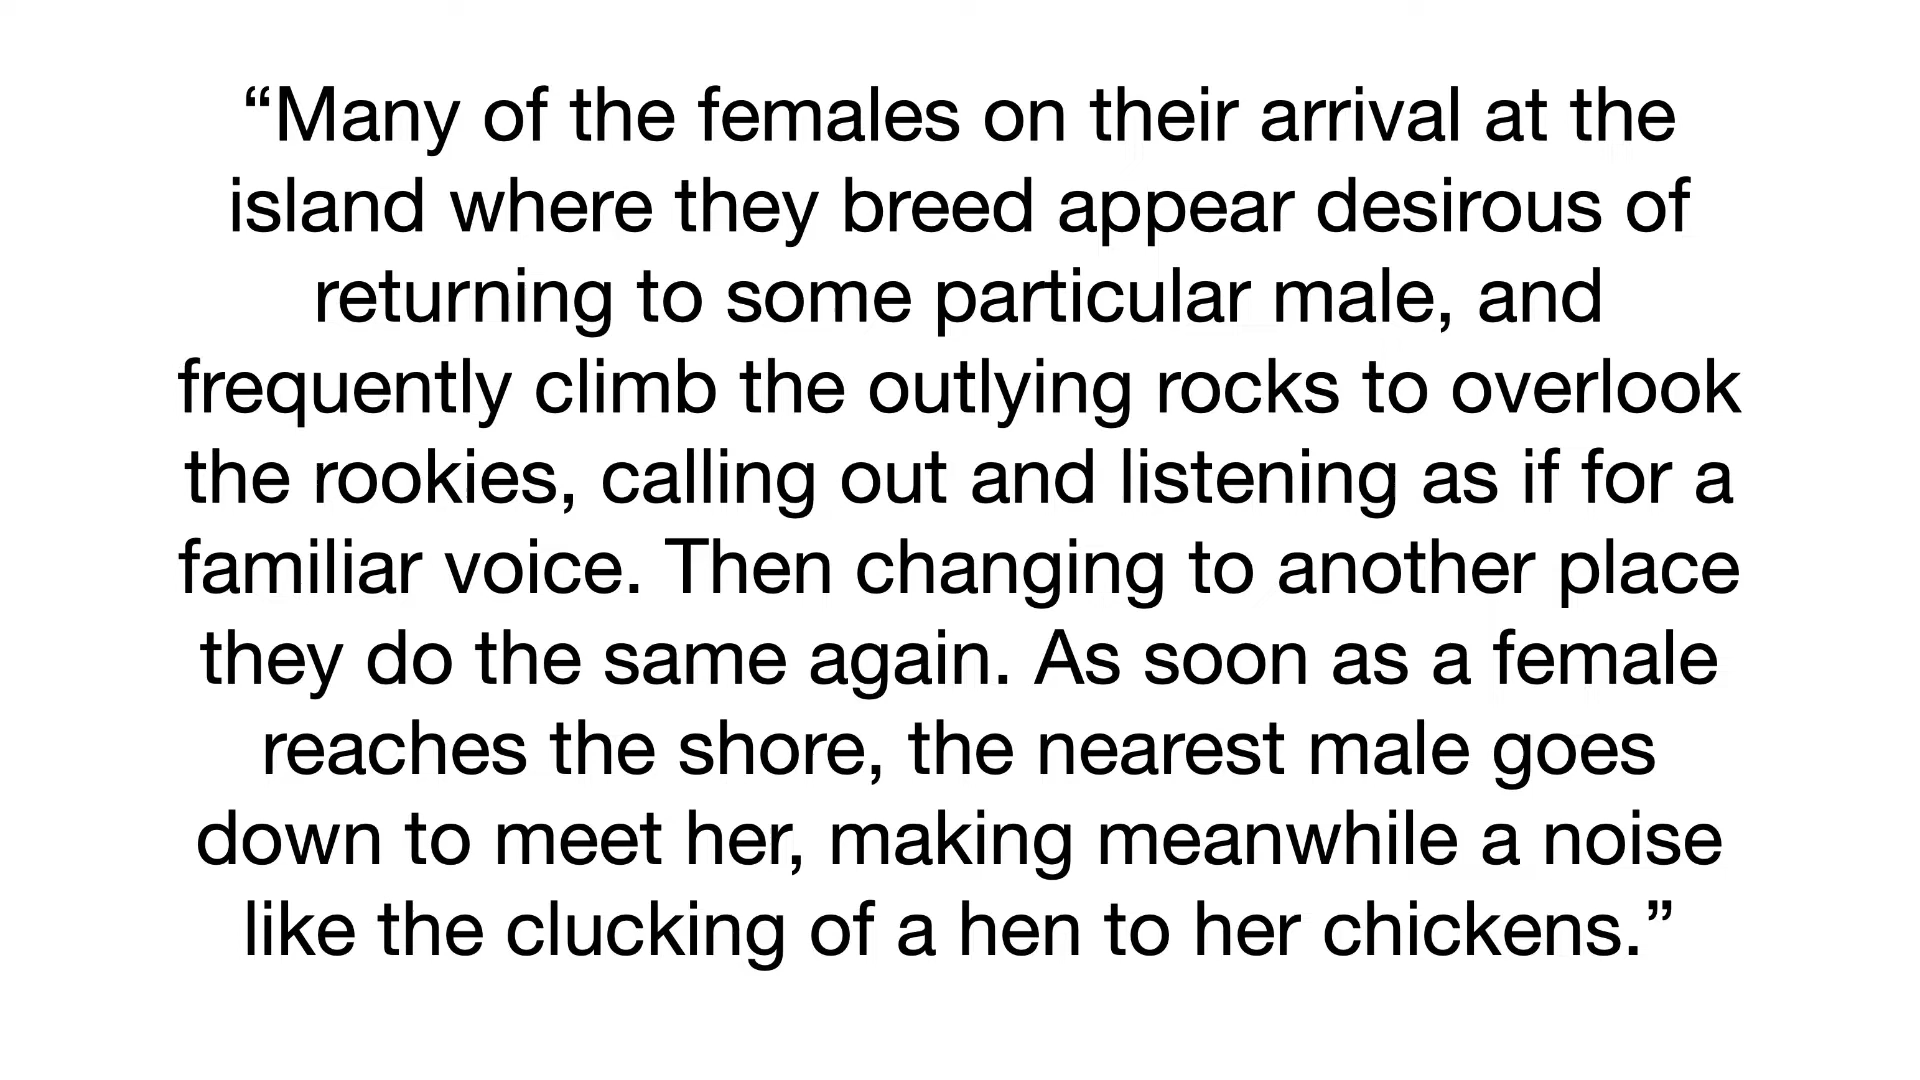 “Many of the females on their arrival at the
island where they breed appear desirous of
returning to some particular male, and
frequently climb the outlying rocks to overlook
the rookies, calling out and listening as if for a
familiar voice. Then changing to another place
they do the same again. As soon as a female
reaches the shore, the nearest male goes
down to meet her, making meanwhile a noise
like the clucking of a hen to her chickens.”